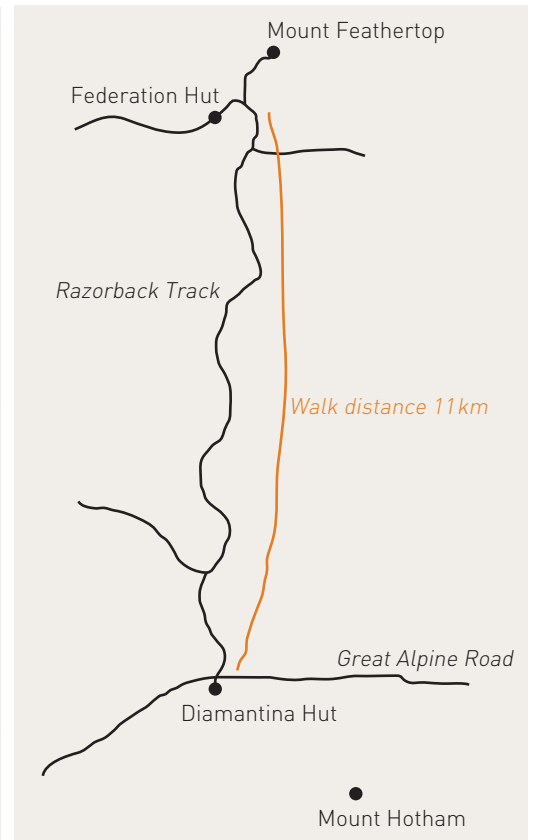 Mount Feathertop
Federation Hut
Razorback Track
Walk distance 11km
Great Alpine Road
Diamantina Hut
Mount Hotham